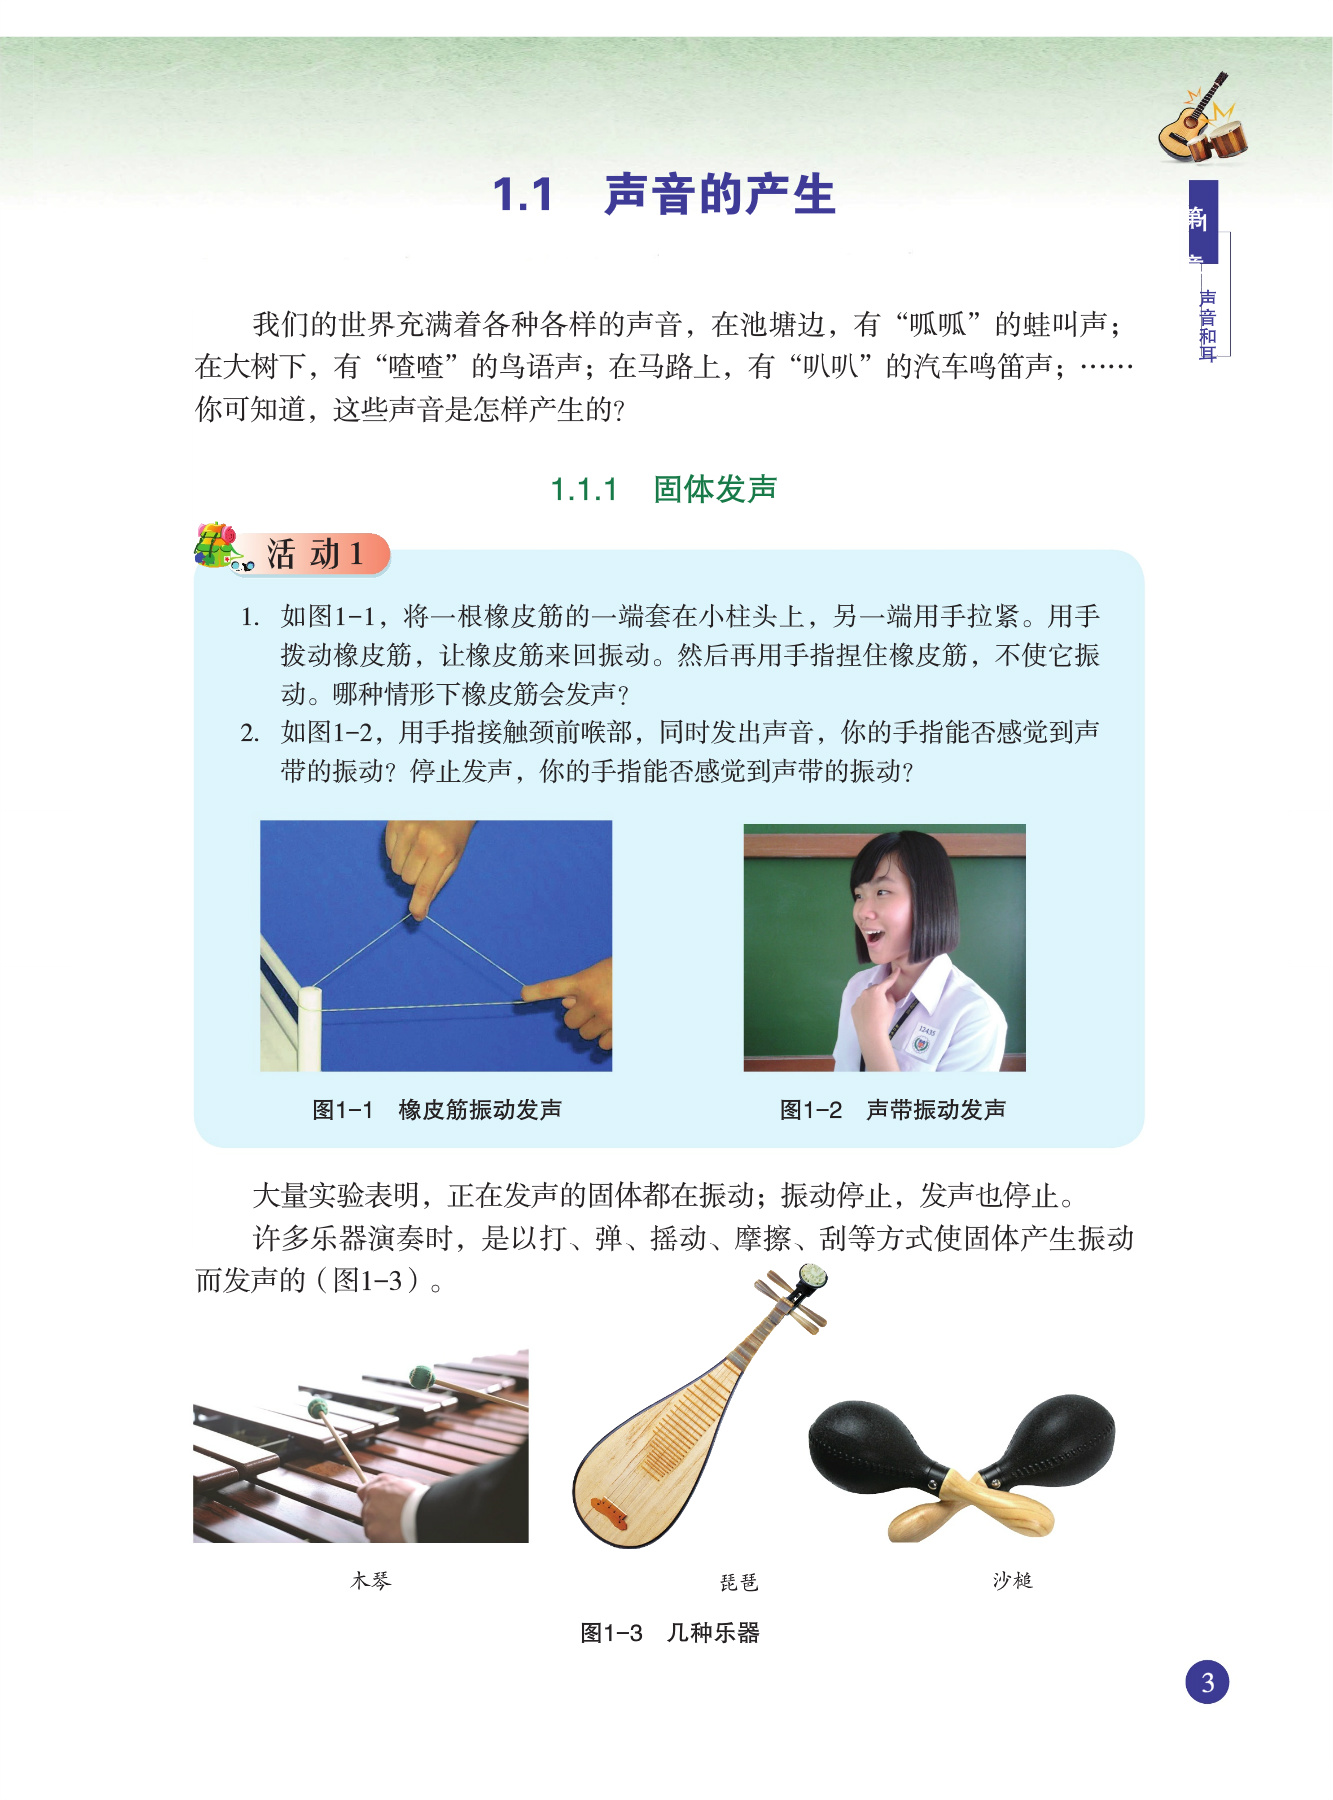 1.1 声音的产生
第1章
声音和耳
我们的世界充满着各种各样的声音，在池塘边，有“呱呱”的蛙叫声；
在大树下，有“喳喳”的鸟语声；在马路上，有“叭叭”的汽车鸣笛声；……
你可知道，这些声音是怎样产生的？
1.1.1 固体发声
活动1
1. 如图1-1，将一根橡皮筋的一端套在小柱头上，另一端用手拉紧。用手
拨动橡皮筋，让橡皮筋来回振动。然后再用手指捏住橡皮筋，不使它振
动。哪种情形下橡皮筋会发声？
2. 如图1-2，用手指接触颈前喉部，同时发出声音，你的手指能否感觉到声
带的振动？停止发声，你的手指能否感觉到声带的振动？
12435
图1-1 橡皮筋振动发声
图1-2 声带振动发声
大量实验表明，正在发声的固体都在振动；振动停止，发声也停止。
许多乐器演奏时，是以打、弹、摇动、摩擦、刮等方式使固体产生振动
而发声的（图1-3）。
木琴
琵琶
沙槌
图1-3 几种乐器
3